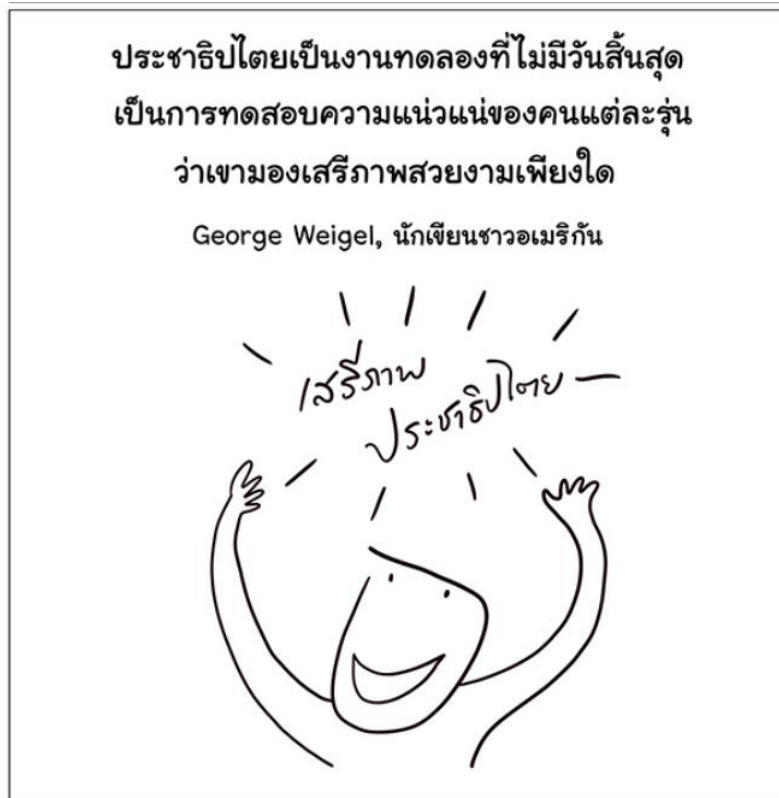 ประชาธิปไตยเป็นงานทดลองที่ไม่มีวันสิ้นสุด
เป็นการทดสอบความแน่วแน่ของคนแต่ละรุ่น
ว่าเขามองเสรีภาพสวยงามเพียงใด
George Weigel, นักเขียนชาวอเมริกัน
เสรีภาพ
ประชาธิปไตย